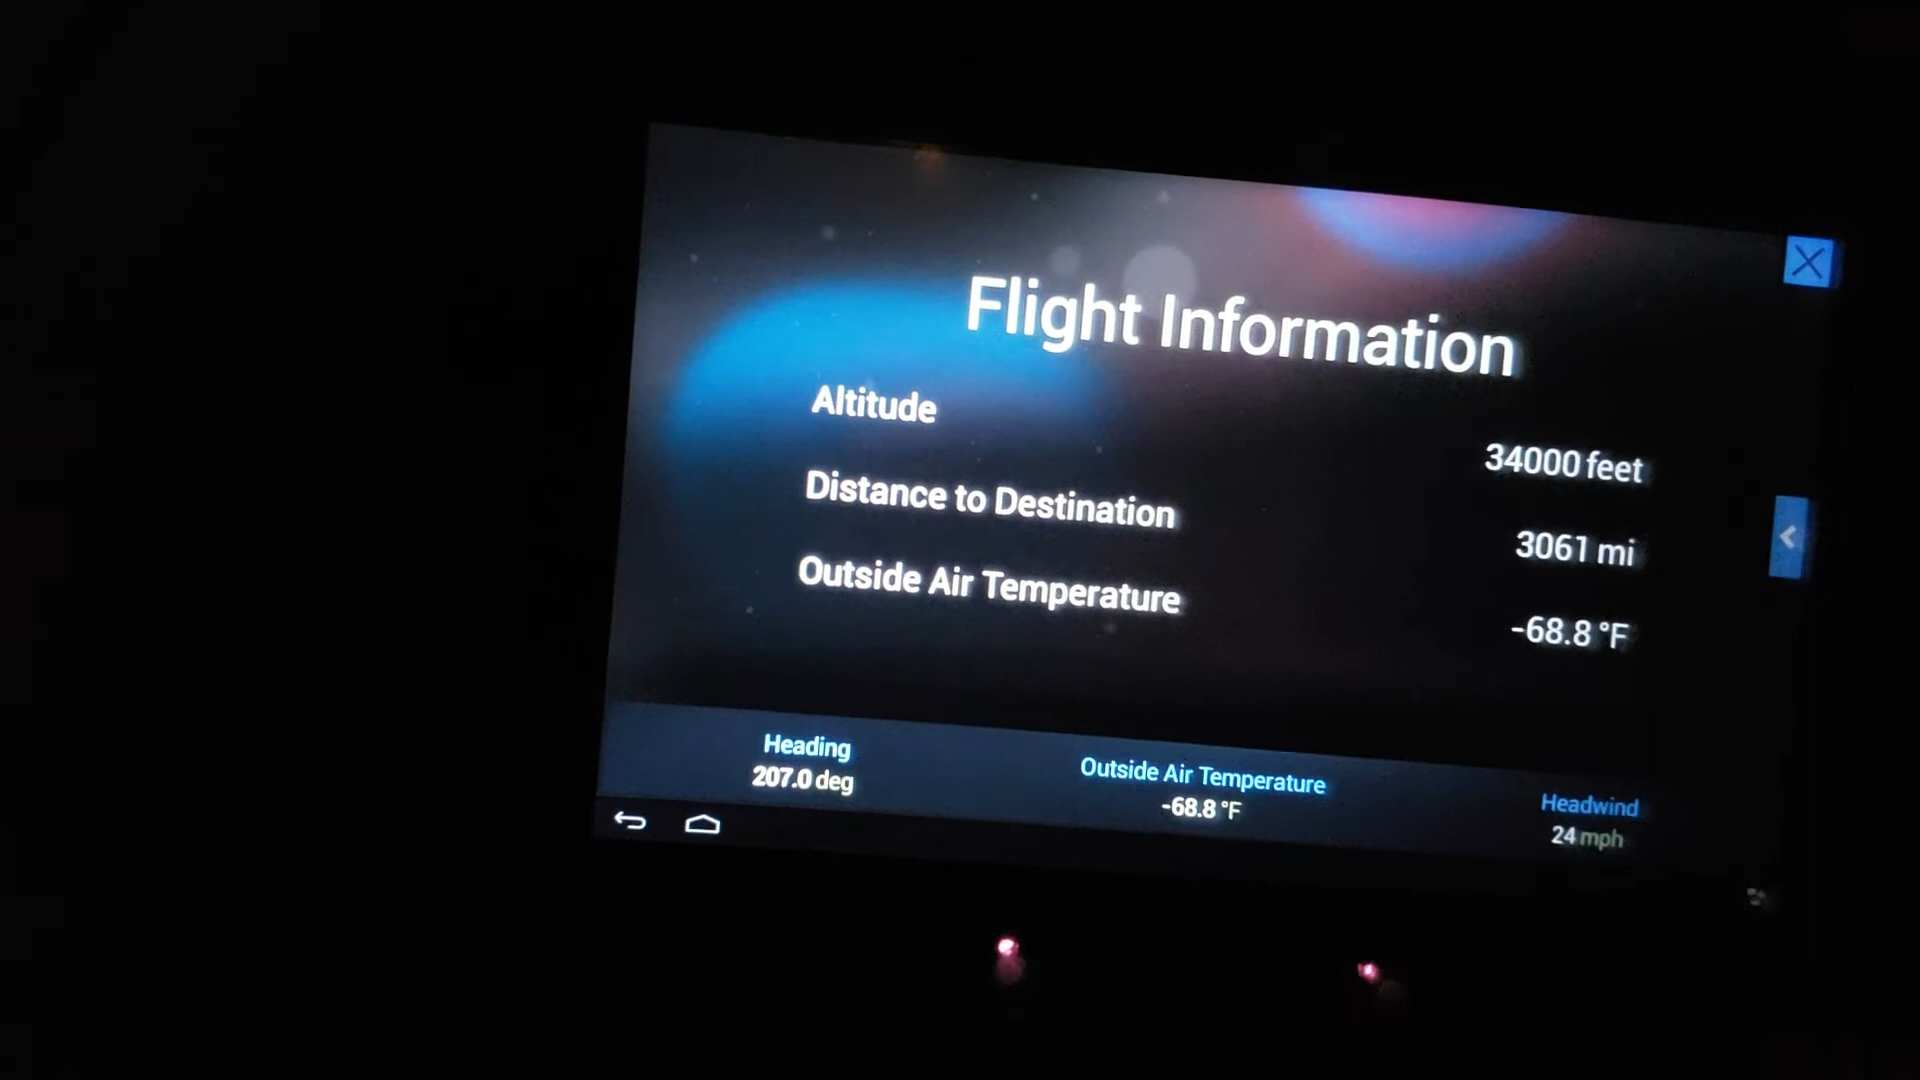 Flight Information
Altitude
34000 feet
Distance to Destination
3061 mi
Outside Air Temperature
-68.8 °F
Heading
207.0 deg
Outside Air Temperature
-68.8 °F
Headwind
24 mph